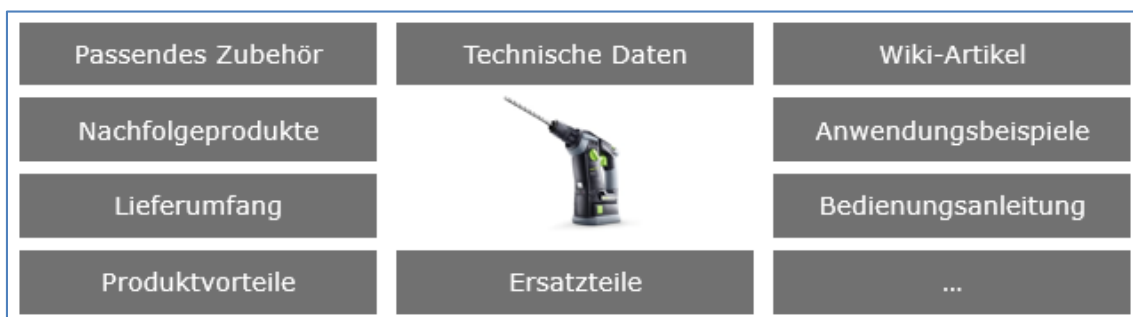 Passendes Zubehör
Technische Daten
Wiki-Artikel
Nachfolgeprodukte
Anwendungsbeispiele
Lieferumfang
Bedienungsanleitung
Produktvorteile
Ersatzteile
...